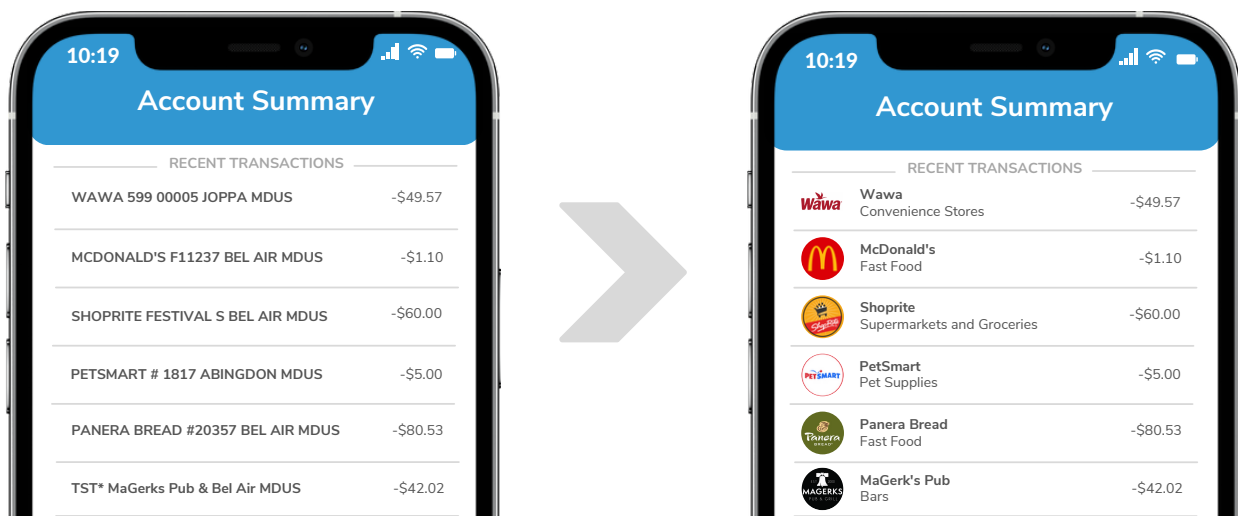 10:19
Account Summary
RECENT TRANSACTIONS
WAWA 599 00005 JOPPA MDUS -$49.57
MCDONALD'S F11237 BEL AIR MDUS -$1.10
SHOPRITE FESTIVAL S BEL AIR MDUS -$60.00
PETSMART # 1817 ABINGDON MDUS -$5.00
PANERA BREAD #20357 BEL AIR MDUS -$80.53
TST* MaGerks Pub & Bel Air MDUS -$42.02
10:19
Account Summary
RECENT TRANSACTIONS
Wawa
Wawa
Convenience Stores
-$49.57
McDonald's
Fast Food
-$1.10
ShopRite
Shoprite
Supermarkets and Groceries
-$60.00
PETSMART
PetSmart
Pet Supplies
-$5.00
Panera
BREAD
Panera Bread
Fast Food
-$80.53
MAGERKS
PUB & GRILL
MaGerk's Pub
Bars
-$42.02